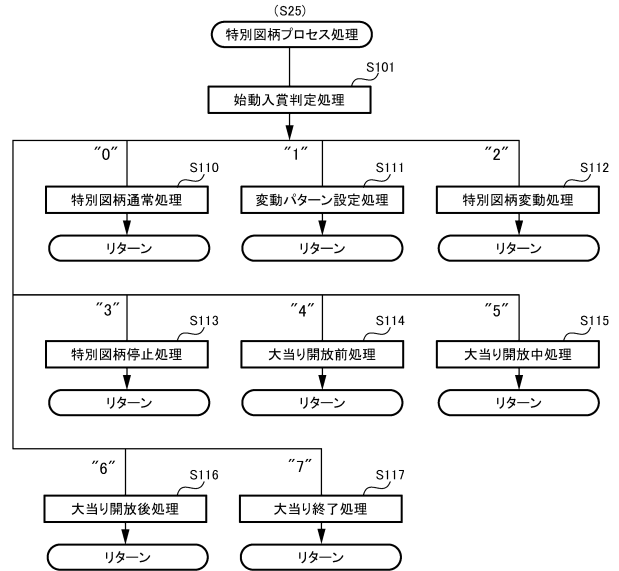 (S25)
特別図柄プロセス処理
S101
始動入賞判定処理
"0" "1" "2"
S110 S111 S112
特別図柄通常処理 変動パターン設定処理 特別図柄変動処理
リターン リターン リターン
"3" "4" "5"
S113 S114 S115
特別図柄停止処理 大当り開放前処理 大当り開放中処理
リターン リターン リターン
"6" "7"
S116 S117
大当り開放後処理 大当り終了処理
リターン リターン